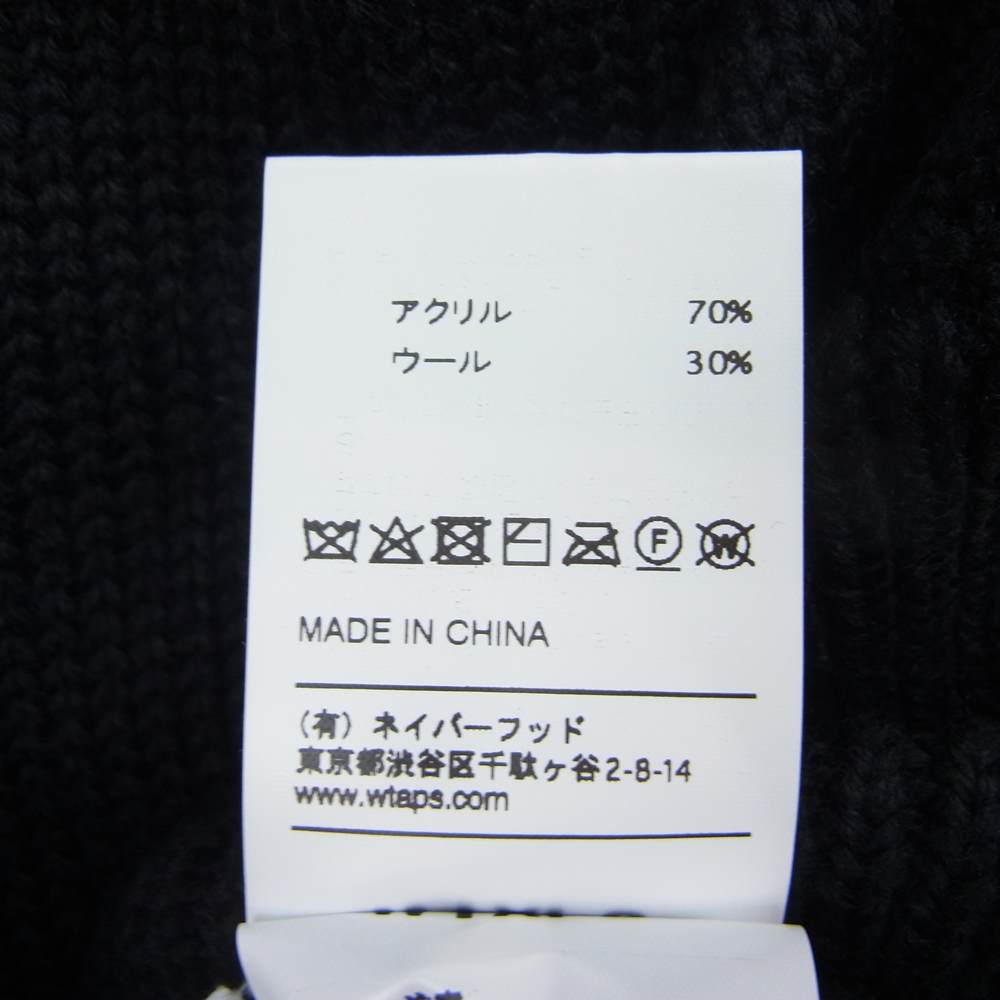 アクリル 70%
ウール 30%
F W
MADE IN CHINA
（有）ネイバーフッド
東京都渋谷区千駄ヶ谷2-8-14
www.wtaps.com